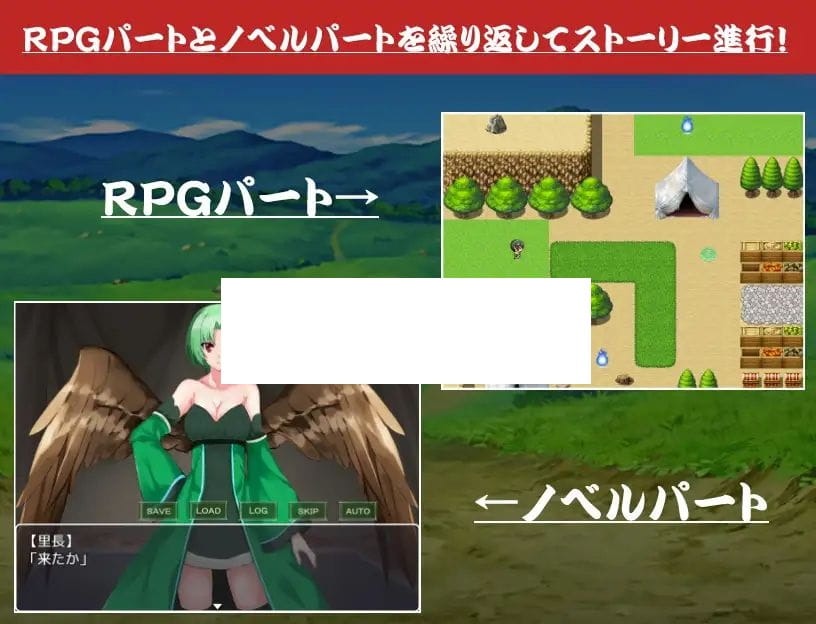 RPGパートとノベルパートを繰り返してストーリー進行!
RPGパート→
←ノベルパート
SAVE LOAD LOG SKIP AUTO
【里長】
「来たか」